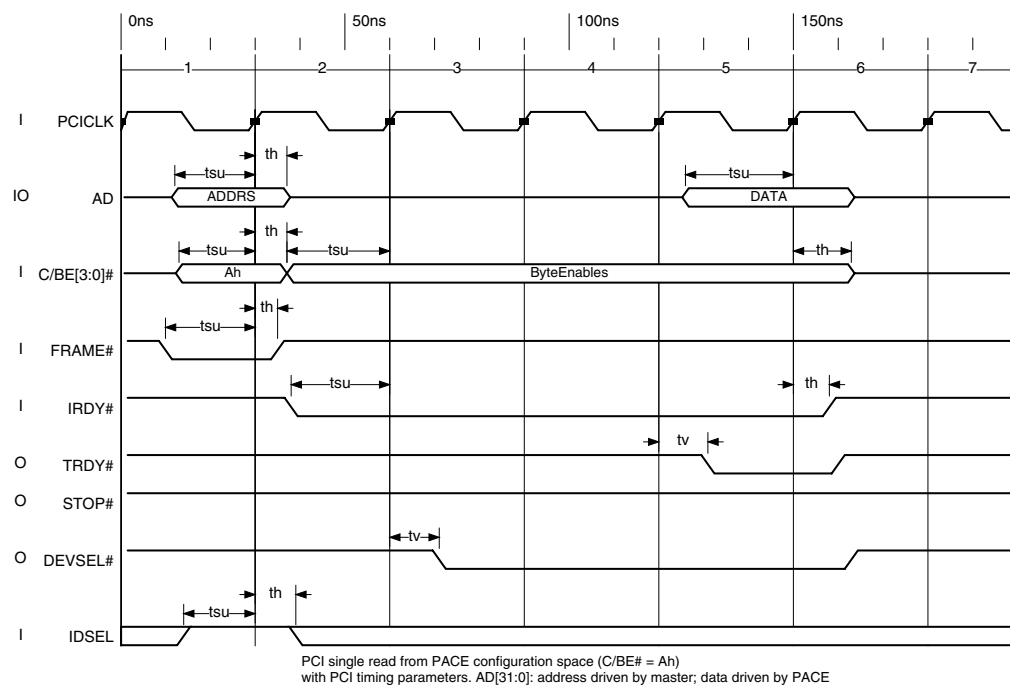 0ns 50ns 100ns 150ns
1 2 3 4 5 6 7
I PCICLK
th
tsu tsu
IO AD ADDRS DATA
th
tsu tsu th
I C/BE[3:0]# Ah ByteEnables
th
tsu
I FRAME#
tsu th
I IRDY#
tv
O TRDY#
O STOP#
tv
O DEVSEL#
th
tsu
I IDSEL
PCI single read from PACE configuration space (C/BE# = Ah)
with PCI timing parameters. AD[31:0]: address driven by master; data driven by PACE